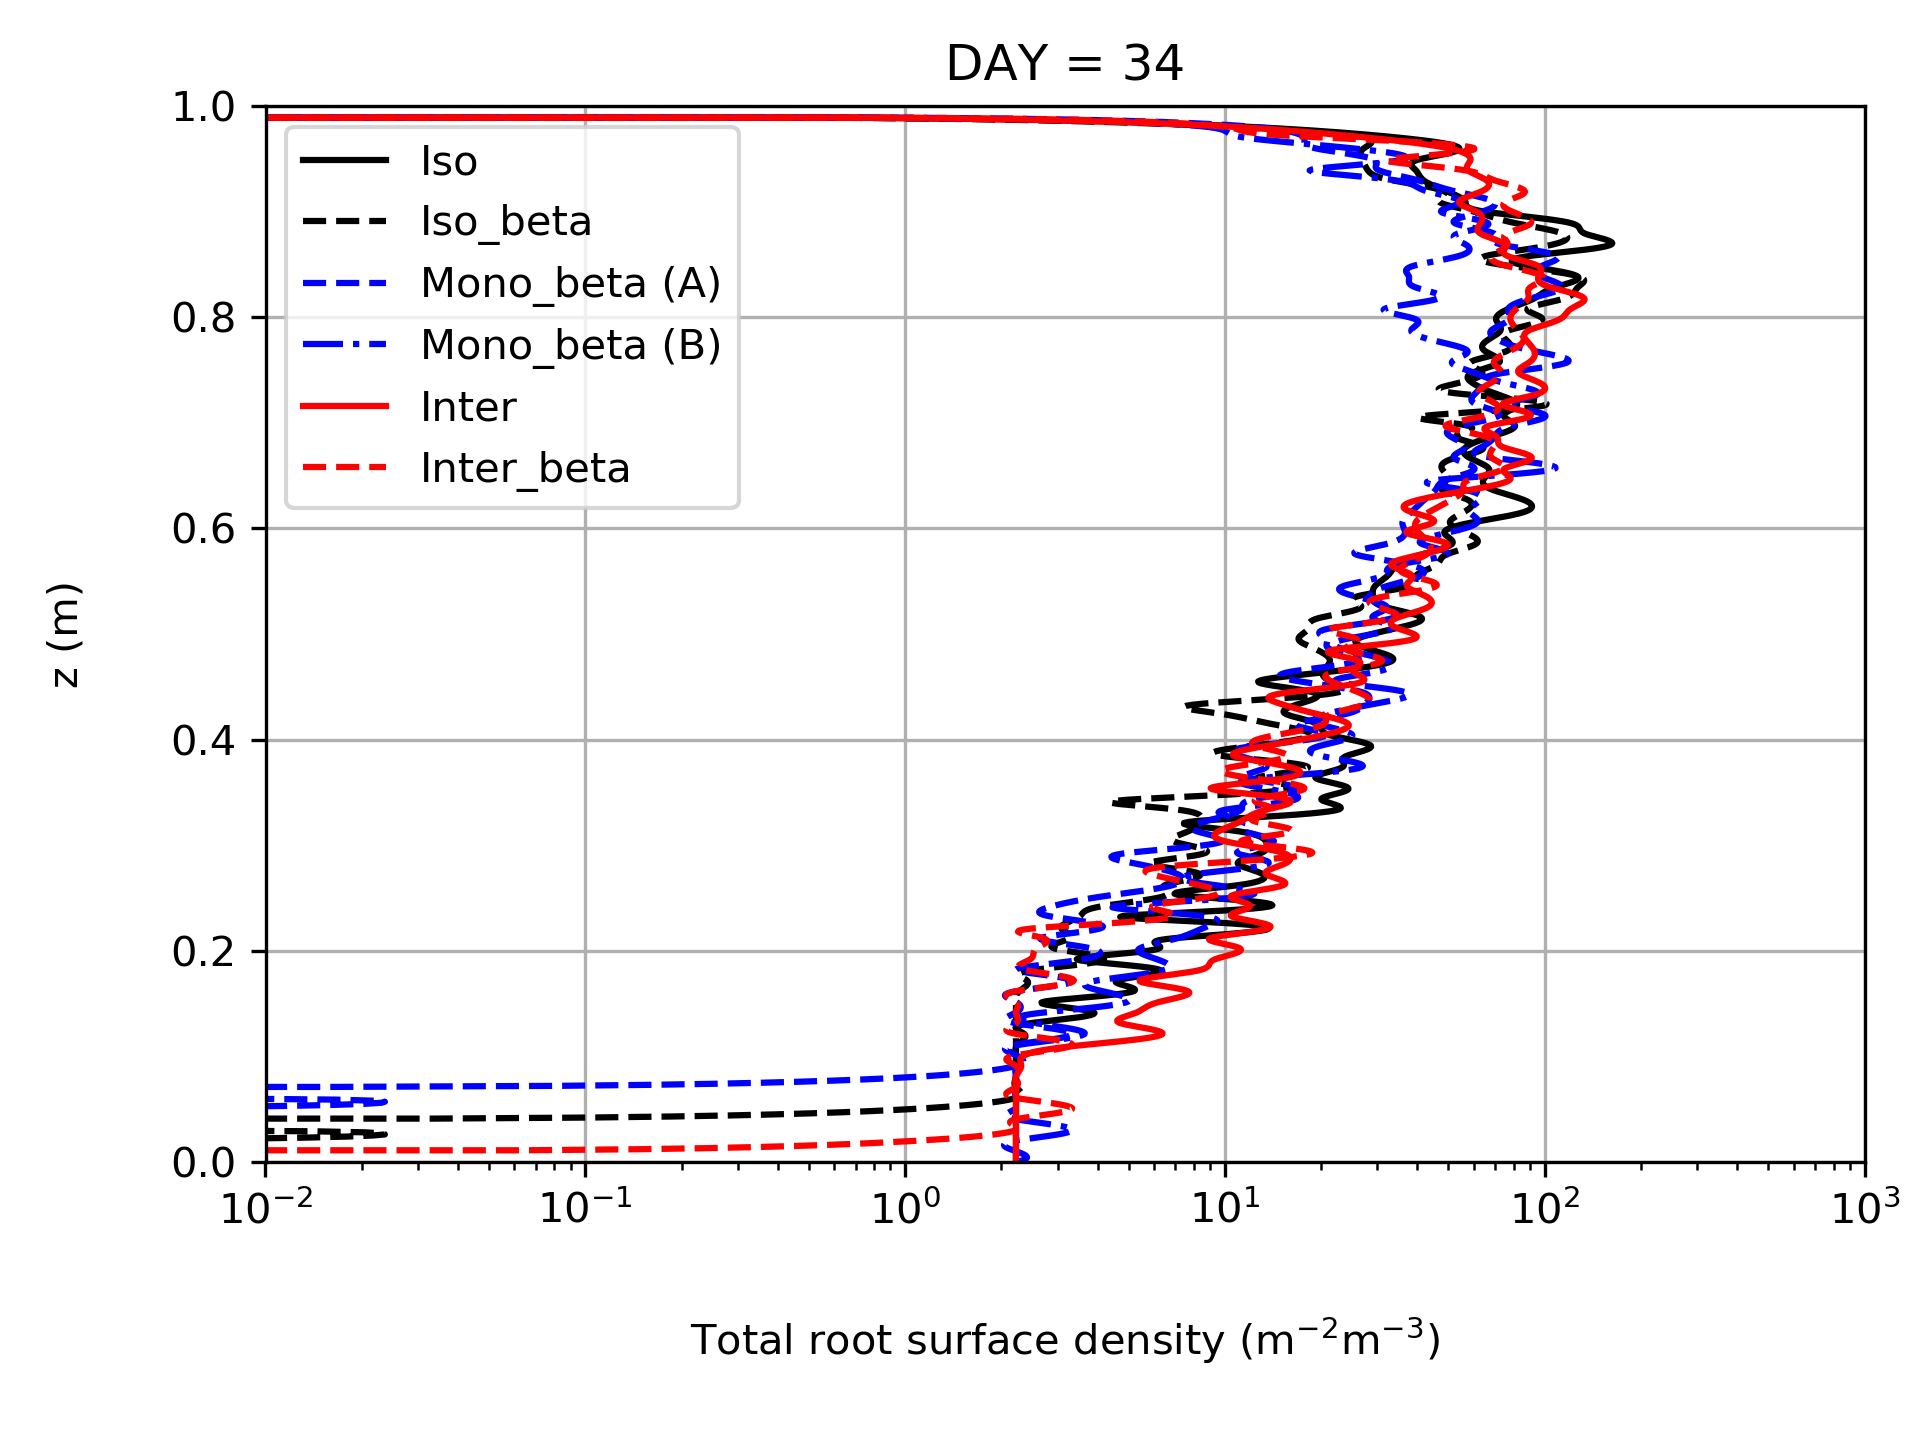 DAY = 34
1.0
0.8
0.6
0.4
0.2
0.0
z (m)
Iso
Iso_beta
Mono_beta (A)
Mono_beta (B)
Inter
Inter_beta
10⁻² 10⁻¹ 10⁰ 10¹ 10² 10³
Total root surface density (m⁻²m⁻³)